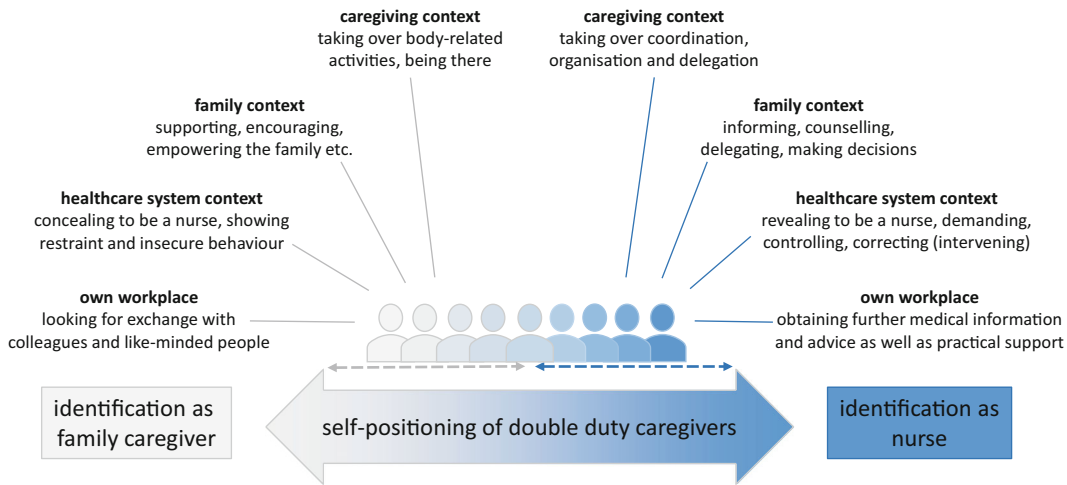 caregiving context
taking over body-related
activities, being there
caregiving context
taking over coordination,
organisation and delegation
family context
supporting, encouraging,
empowering the family etc.
family context
informing, counselling,
delegating, making decisions
healthcare system context
concealing to be a nurse, showing
restraint and insecure behaviour
healthcare system context
revealing to be a nurse, demanding,
controlling, correcting (intervening)
own workplace
looking for exchange with
colleagues and like-minded people
own workplace
obtaining further medical information
and advice as well as practical support
identification as
family caregiver
self-positioning of double duty caregivers
identification as
nurse